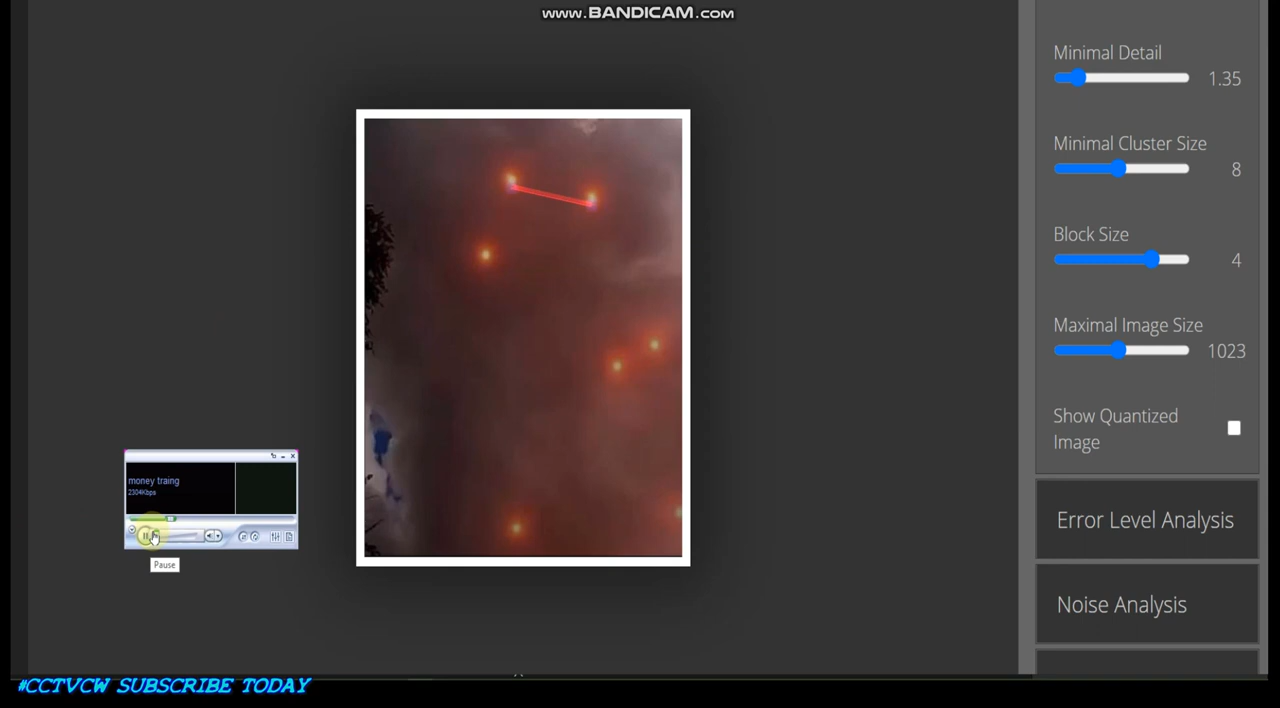 www.BANDICAM.com
Minimal Detail
1.35
Minimal Cluster Size
8
Block Size
4
Maximal Image Size
1023
Show Quantized
Image
money traing
2304Kbps
Pause
Error Level Analysis
Noise Analysis
#CCTVCW SUBSCRIBE TODAY